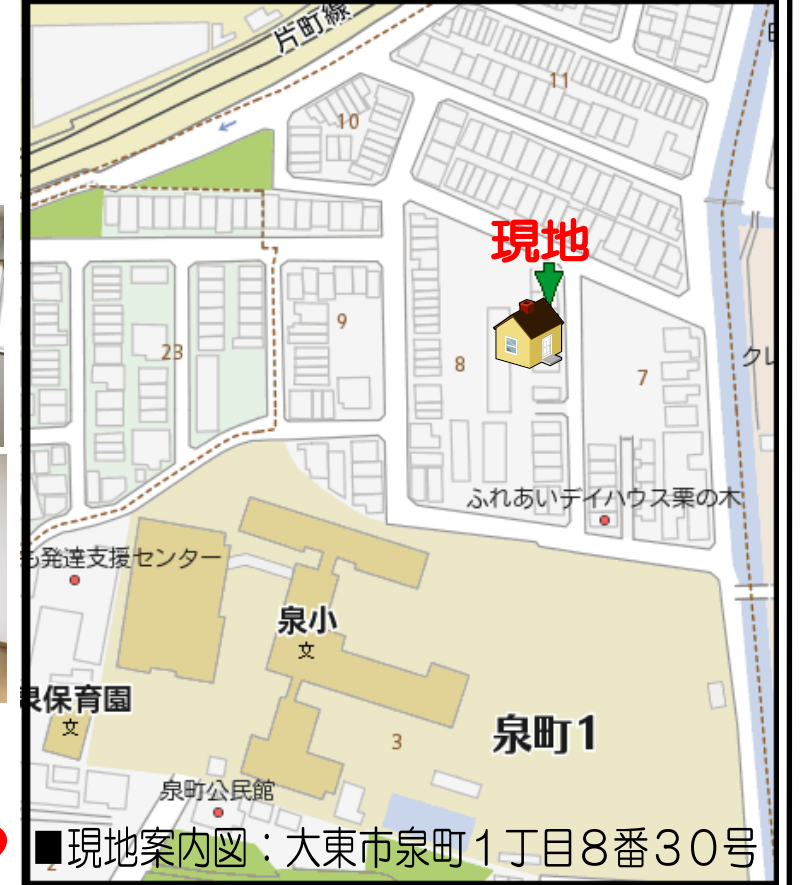 片町線
11
10
現地
9
23
8
7
クレ
ふれあいデイハウス栗の木
も発達支援センター
泉小
文
泉保育園
文
泉町1
3
泉町公民館
■現地案内図：大東市泉町１丁目８番３０号
2